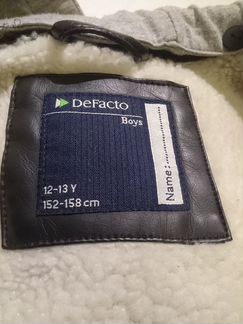 DeFacto
Boys
Name:
12-13 Y
152-158 cm